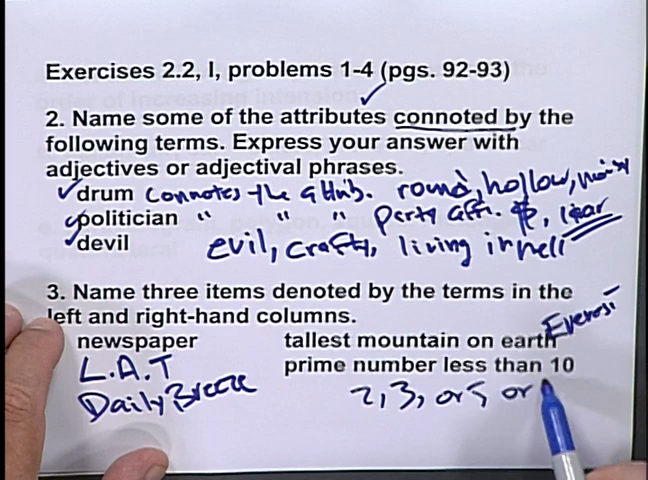 Exercises 2.2, I, problems 1-4 (pgs. 92-93)
2. Name some of the attributes connoted by the
following terms. Express your answer with
adjectives or adjectival phrases.
drum connotes the attrib. round, hollow, noisy
politician " " " party aff. $, liar
devil evil, crafty, living in hell
3. Name three items denoted by the terms in the
left and right-hand columns.
newspaper tallest mountain on earth Everest
L.A.T prime number less than 10
Daily Breeze 2, 3, or 5, or